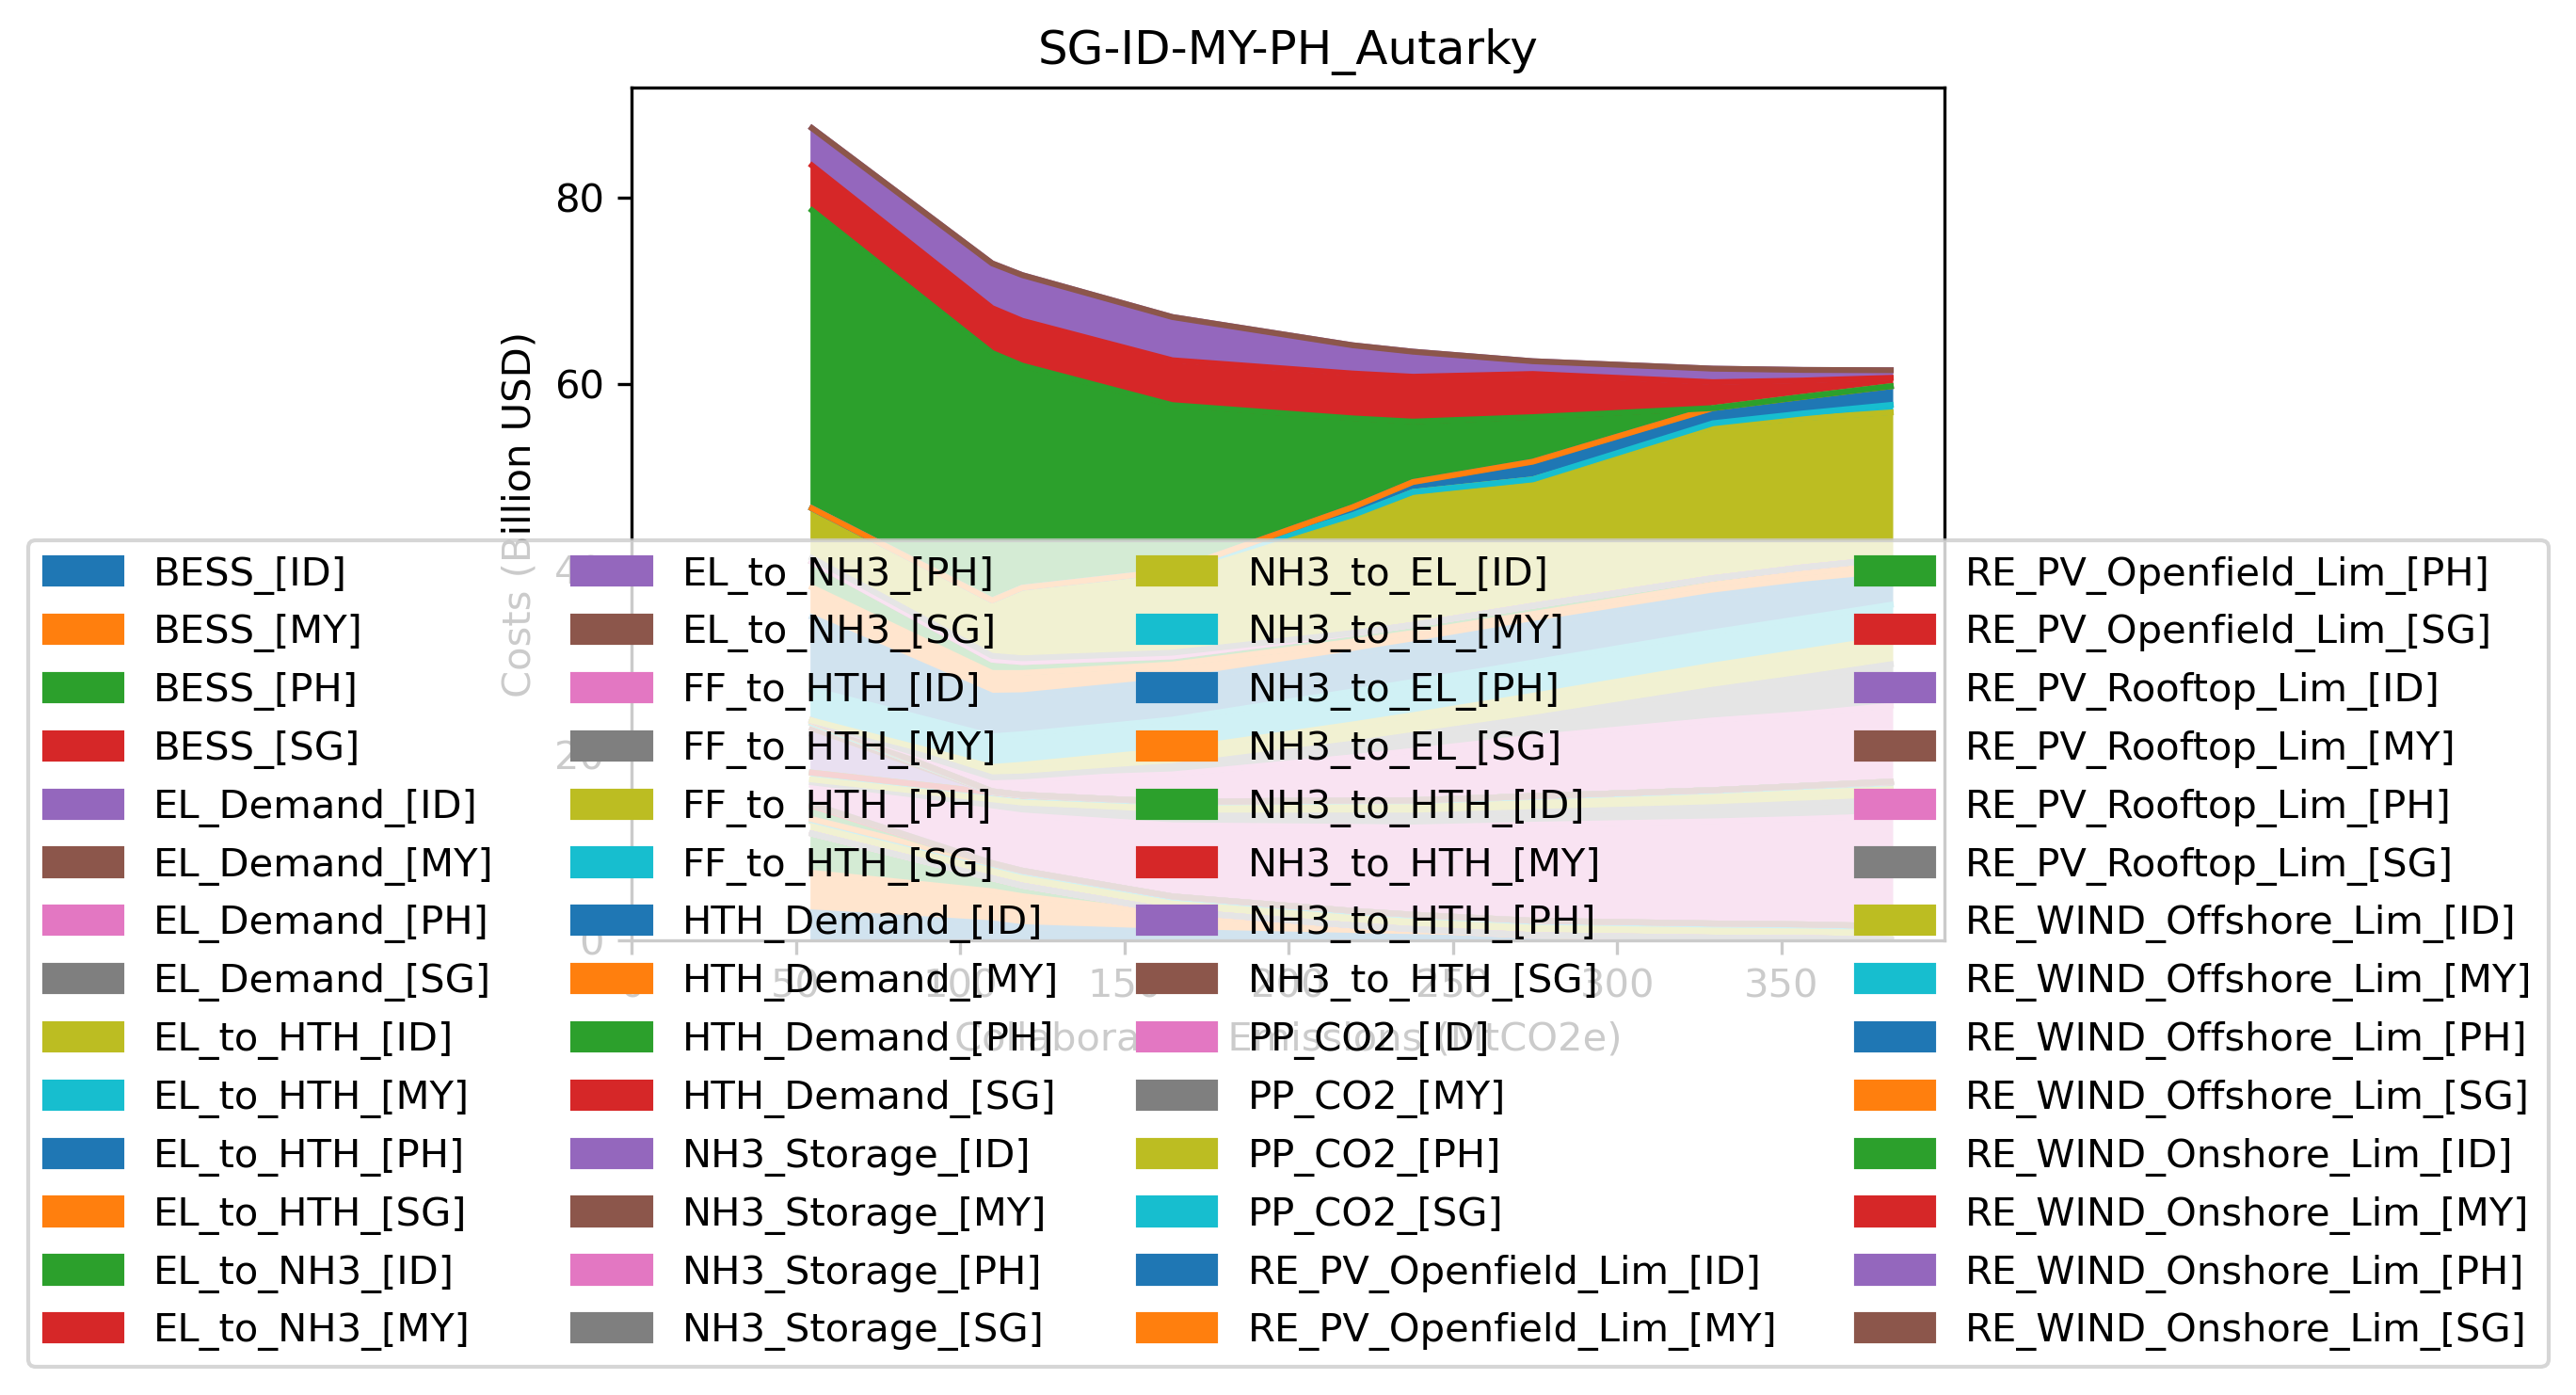 SG-ID-MY-PH_Autarky
Costs (Billion USD)
80
60
20
0
50
100
200
250
300
350
Emissions (MtCO2e)
BESS_[ID]
BESS_[MY]
BESS_[PH]
BESS_[SG]
EL_Demand_[ID]
EL_Demand_[MY]
EL_Demand_[PH]
EL_Demand_[SG]
EL_to_HTH_[ID]
EL_to_HTH_[MY]
EL_to_HTH_[PH]
EL_to_HTH_[SG]
EL_to_NH3_[ID]
EL_to_NH3_[MY]
EL_to_NH3_[PH]
EL_to_NH3_[SG]
FF_to_HTH_[ID]
FF_to_HTH_[MY]
FF_to_HTH_[PH]
FF_to_HTH_[SG]
HTH_Demand_[ID]
HTH_Demand_[MY]
HTH_Demand_[PH]
HTH_Demand_[SG]
NH3_Storage_[ID]
NH3_Storage_[MY]
NH3_Storage_[PH]
NH3_Storage_[SG]
NH3_to_EL_[ID]
NH3_to_EL_[MY]
NH3_to_EL_[PH]
NH3_to_EL_[SG]
NH3_to_HTH_[ID]
NH3_to_HTH_[MY]
NH3_to_HTH_[PH]
NH3_to_HTH_[SG]
PP_CO2_[ID]
PP_CO2_[MY]
PP_CO2_[PH]
PP_CO2_[SG]
RE_PV_Openfield_Lim_[ID]
RE_PV_Openfield_Lim_[MY]
RE_PV_Openfield_Lim_[PH]
RE_PV_Openfield_Lim_[SG]
RE_PV_Rooftop_Lim_[ID]
RE_PV_Rooftop_Lim_[MY]
RE_PV_Rooftop_Lim_[PH]
RE_PV_Rooftop_Lim_[SG]
RE_WIND_Offshore_Lim_[ID]
RE_WIND_Offshore_Lim_[MY]
RE_WIND_Offshore_Lim_[PH]
RE_WIND_Offshore_Lim_[SG]
RE_WIND_Onshore_Lim_[ID]
RE_WIND_Onshore_Lim_[MY]
RE_WIND_Onshore_Lim_[PH]
RE_WIND_Onshore_Lim_[SG]